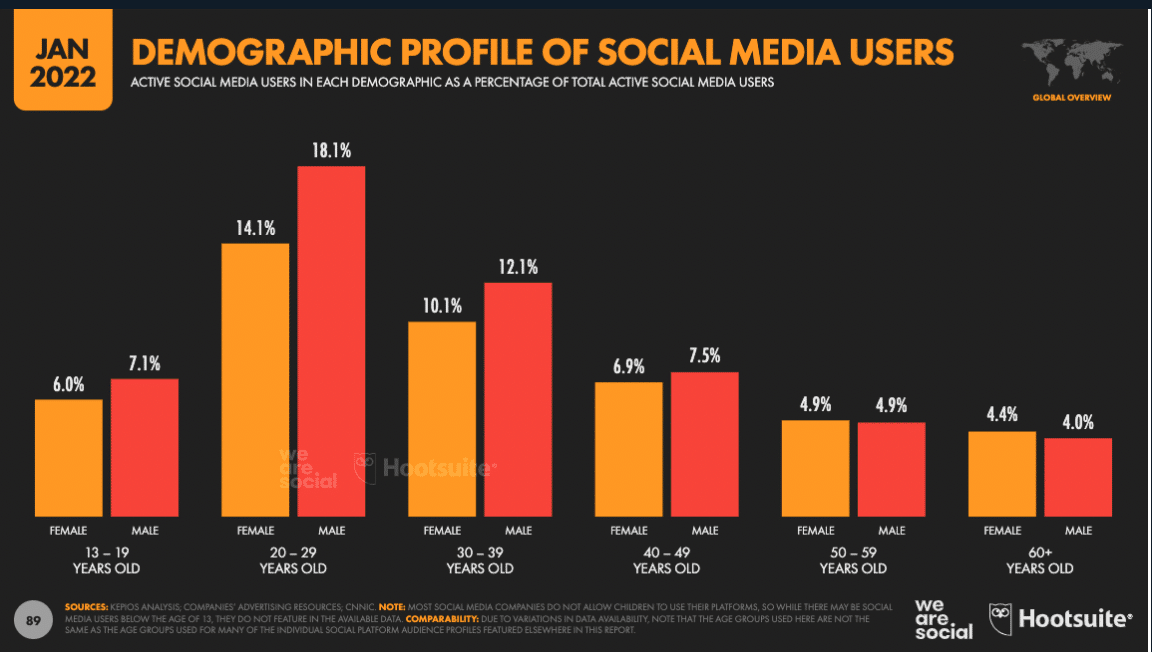 JAN
2022
DEMOGRAPHIC PROFILE OF SOCIAL MEDIA USERS
ACTIVE SOCIAL MEDIA USERS IN EACH DEMOGRAPHIC AS A PERCENTAGE OF TOTAL ACTIVE SOCIAL MEDIA USERS
GLOBAL OVERVIEW
6.0%
7.1%
14.1%
18.1%
10.1%
12.1%
6.9%
7.5%
4.9%
4.9%
4.4%
4.0%
we
are
social
Hootsuite®
FEMALE MALE FEMALE MALE FEMALE MALE FEMALE MALE FEMALE MALE FEMALE MALE
13 – 19 20 – 29 30 – 39 40 – 49 50 – 59 60+
YEARS OLD YEARS OLD YEARS OLD YEARS OLD YEARS OLD YEARS OLD
89
SOURCES: KEPIOS ANALYSIS; COMPANIES' ADVERTISING RESOURCES; CNNIC. NOTE: MOST SOCIAL MEDIA COMPANIES DO NOT ALLOW CHILDREN TO USE THEIR PLATFORMS, SO WHILE THERE MAY BE SOCIAL
MEDIA USERS BELOW THE AGE OF 13, THEY DO NOT FEATURE IN THE AVAILABLE DATA. COMPARABILITY: DUE TO VARIATIONS IN DATA AVAILABILITY, NOTE THAT THE AGE GROUPS USED HERE ARE NOT THE
SAME AS THE AGE GROUPS USED FOR MANY OF THE INDIVIDUAL SOCIAL PLATFORM AUDIENCE PROFILES FEATURED ELSEWHERE IN THIS REPORT.
we
are
social
Hootsuite®